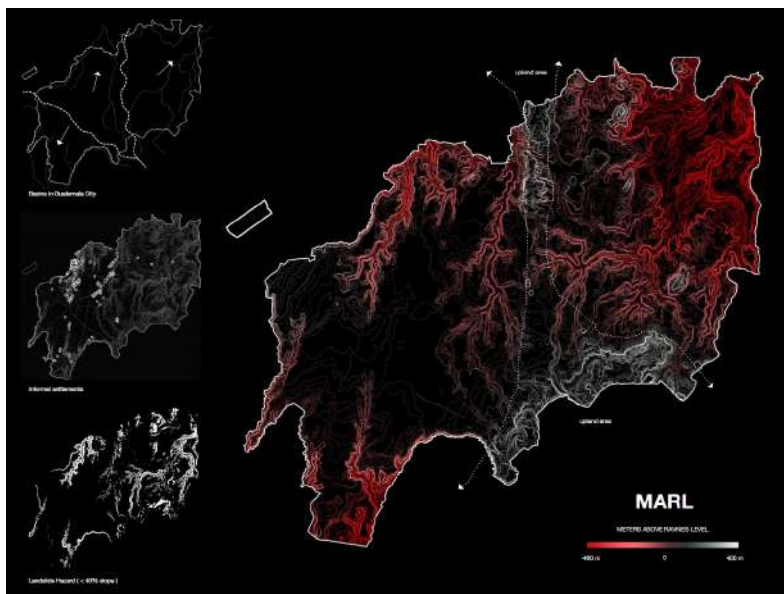 Basins in Guatemala City
Informal settlements
Landslide Hazard ( < 40% slope )
upland area
upland area
MARL
METERS ABOVE RAVINES LEVEL
-460 m
0
400 m